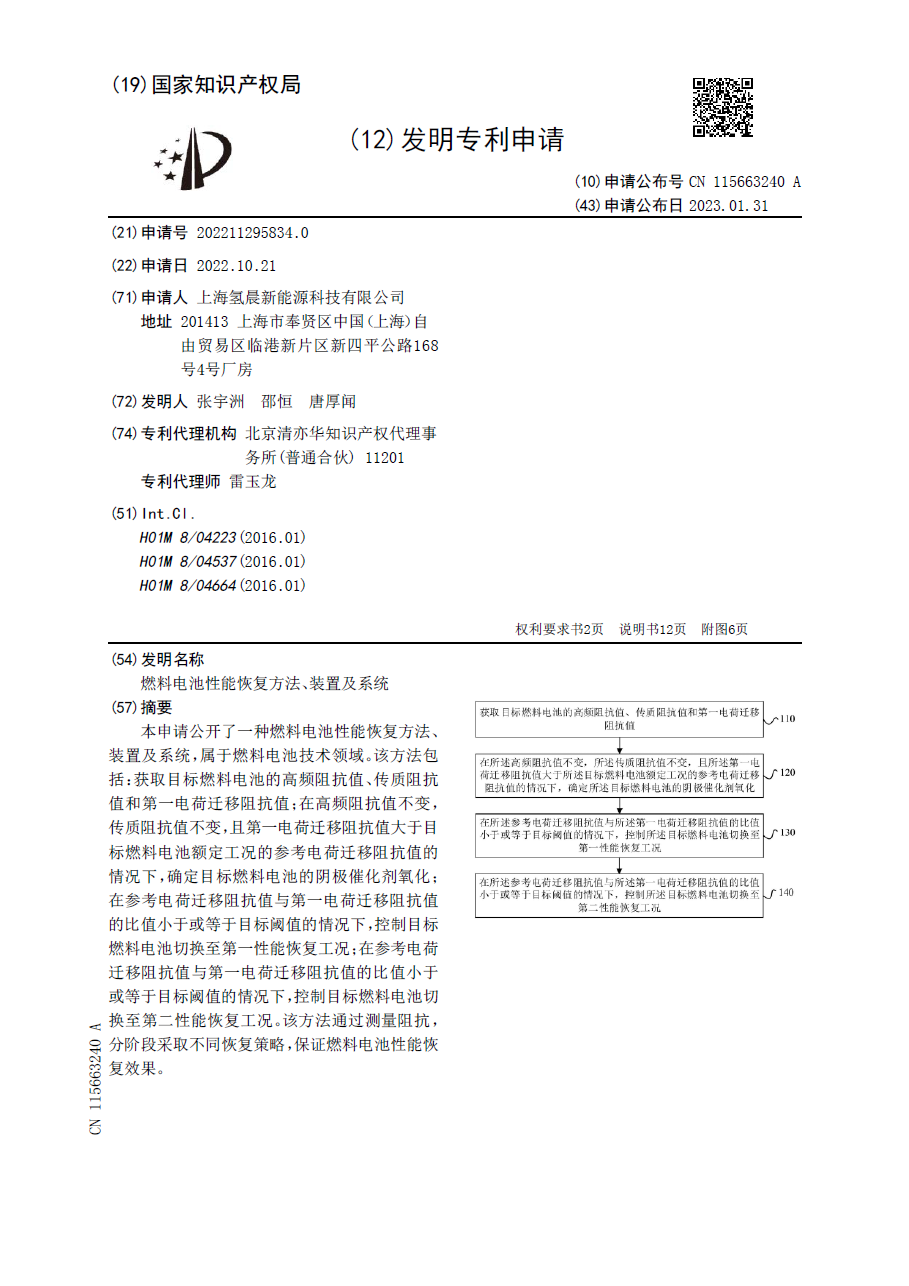 (19)国家知识产权局
(12)发明专利申请
(10)申请公布号 CN 115663240 A
(43)申请公布日 2023.01.31
(21)申请号 202211295834.0
(22)申请日 2022.10.21
(71)申请人 上海氢晨新能源科技有限公司
地址 201413 上海市奉贤区中国(上海)自
由贸易区临港新片区新四平公路168
号4号厂房
(72)发明人 张宇洲 邵恒 唐厚闻
(74)专利代理机构 北京清亦华知识产权代理事
务所(普通合伙) 11201
专利代理师 雷玉龙
(51)Int.Cl.
H01M 8/04223(2016.01)
H01M 8/04537(2016.01)
H01M 8/04664(2016.01)
权利要求书2页 说明书12页 附图6页
(54)发明名称
燃料电池性能恢复方法、装置及系统
(57)摘要
本申请公开了一种燃料电池性能恢复方法、
装置及系统,属于燃料电池技术领域。该方法包
括:获取目标燃料电池的高频阻抗值、传质阻抗
值和第一电荷迁移阻抗值;在高频阻抗值不变,
传质阻抗值不变,且第一电荷迁移阻抗值大于目
标燃料电池额定工况的参考电荷迁移阻抗值的
情况下,确定目标燃料电池的阴极催化剂氧化;
在参考电荷迁移阻抗值与第一电荷迁移阻抗值
的比值小于或等于目标阈值的情况下,控制目标
燃料电池切换至第一性能恢复工况;在参考电荷
迁移阻抗值与第一电荷迁移阻抗值的比值小于
或等于目标阈值的情况下,控制目标燃料电池切
换至第二性能恢复工况。该方法通过测量阻抗,
分阶段采取不同恢复策略,保证燃料电池性能恢
复效果。
获取目标燃料电池的高频阻抗值、传质阻抗值和第一电荷迁移
阻抗值
110
在所述高频阻抗值不变,所述传质阻抗值不变,且所述第一电
荷迁移阻抗值大于所述目标燃料电池额定工况的参考电荷迁移
阻抗值的情况下,确定所述目标燃料电池的阴极催化剂氧化
120
在所述参考电荷迁移阻抗值与所述第一电荷迁移阻抗值的比值
小于或等于目标阈值的情况下,控制所述目标燃料电池切换至
第一性能恢复工况
130
在所述参考电荷迁移阻抗值与所述第一电荷迁移阻抗值的比值
小于或等于目标阈值的情况下,控制所述目标燃料电池切换至
第二性能恢复工况
140
CN 115663240 A